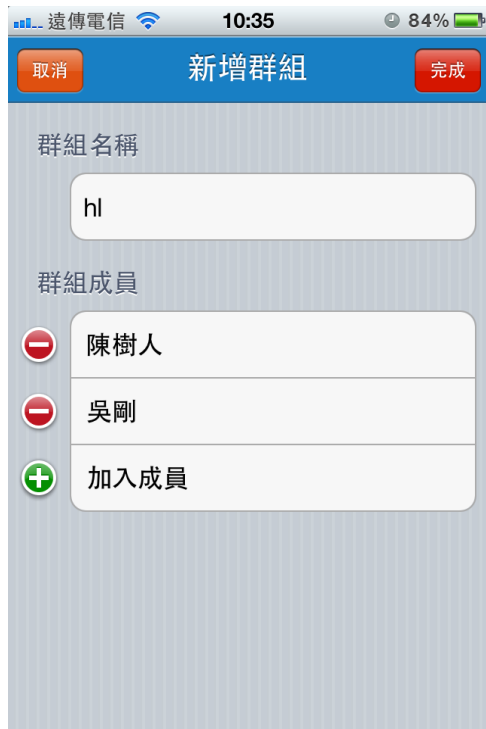 遠傳電信 10:35 84%
取消 新增群組 完成
群組名稱
hl
群組成員
陳樹人
吳剛
加入成員